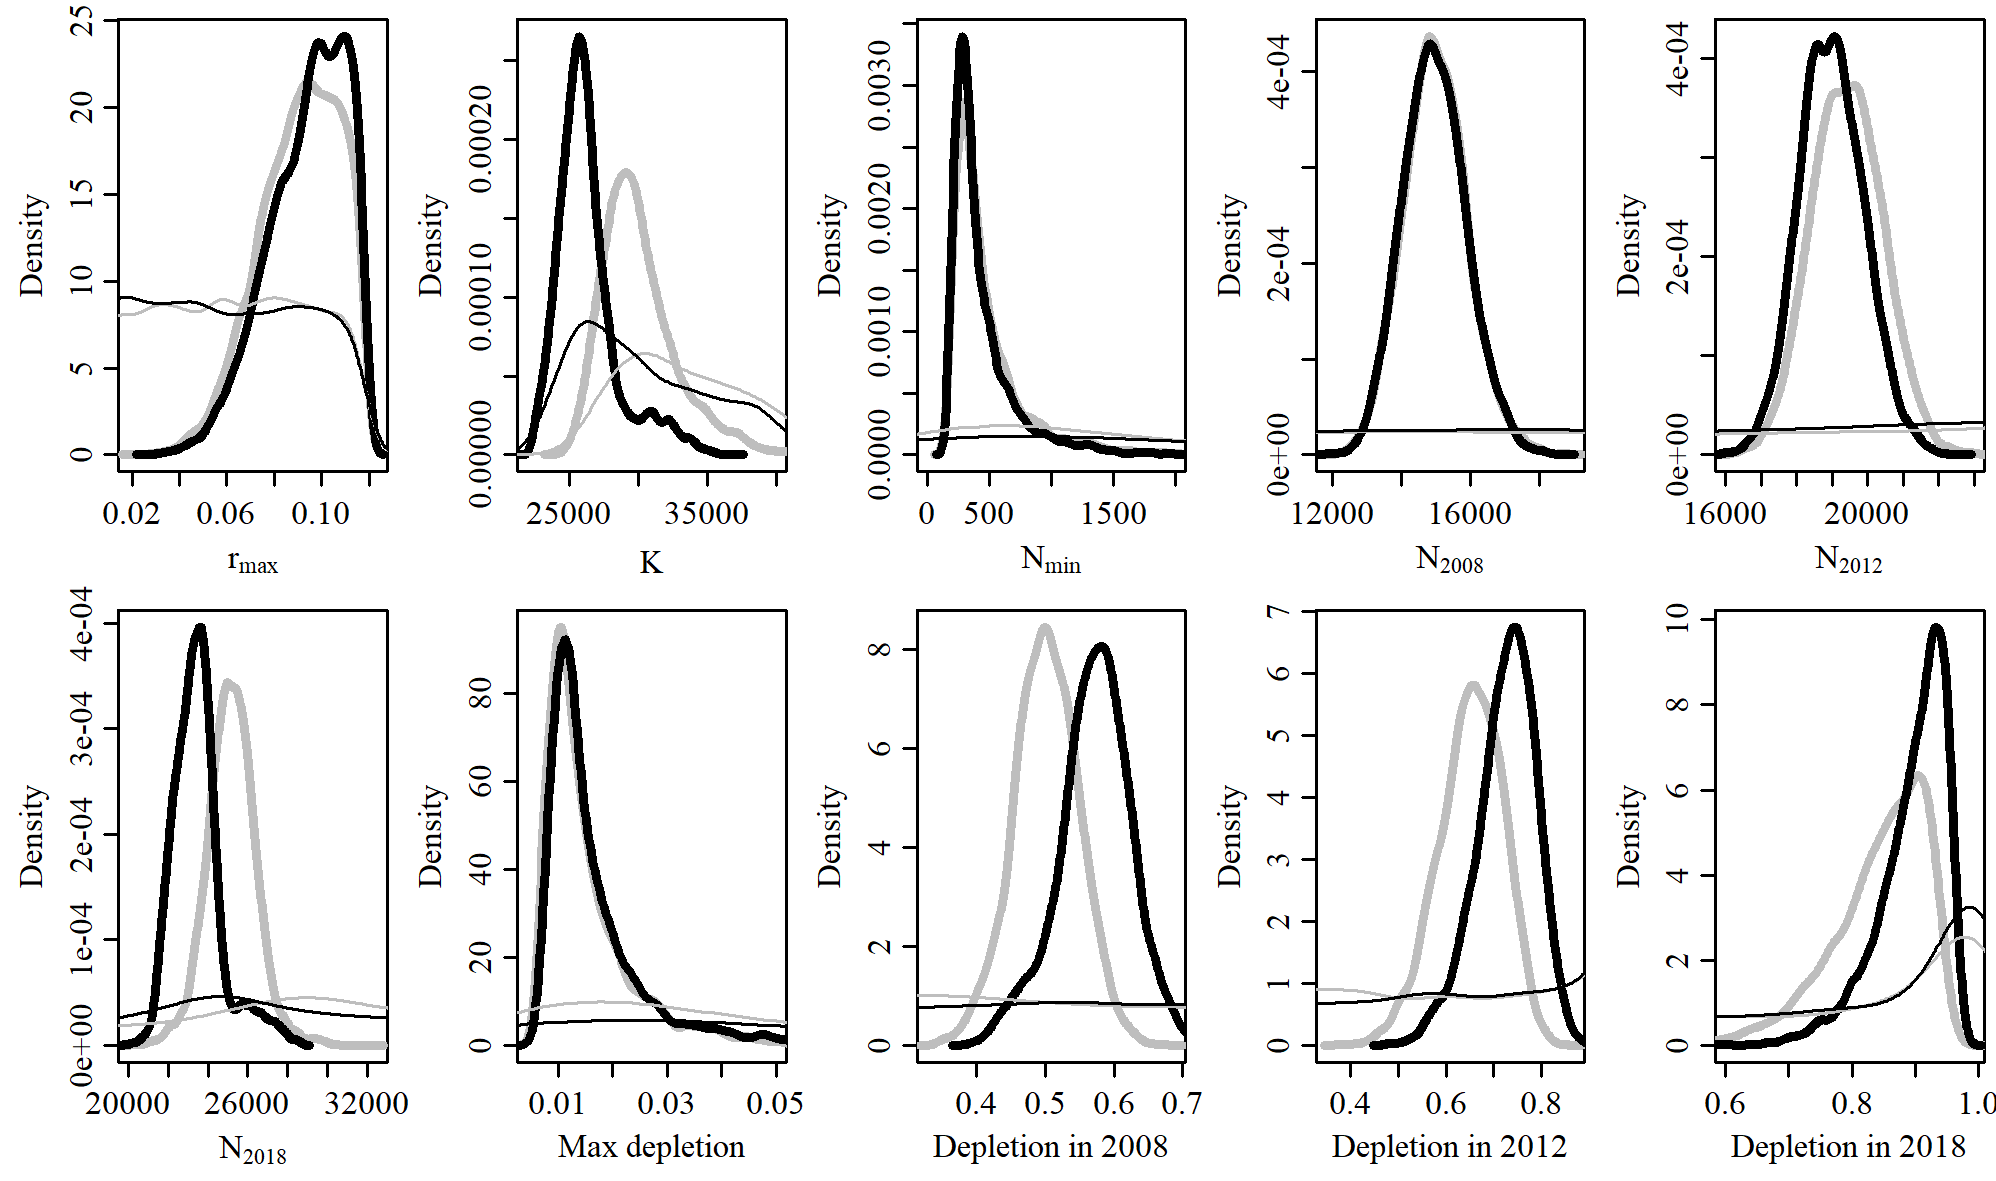 Density
0 5 10 15 20 25
0.02 0.06 0.10
rmax
Density
0.00000 0.00010 0.00020
25000 35000
K
Density
0.0000 0.0010 0.0020 0.0030
0 500 1500
Nmin
Density
0e+00 2e-04 4e-04
12000 16000
N2008
Density
0e+00 2e-04 4e-04
16000 20000
N2012
Density
0e+00 1e-04 2e-04 3e-04 4e-04
20000 26000 32000
N2018
Density
0 20 40 60 80
0.01 0.03 0.05
Max depletion
Density
0 2 4 6 8
0.4 0.5 0.6 0.7
Depletion in 2008
Density
0 1 2 3 4 5 6 7
0.4 0.6 0.8
Depletion in 2012
Density
0 2 4 6 8 10
0.6 0.8 1.0
Depletion in 2018